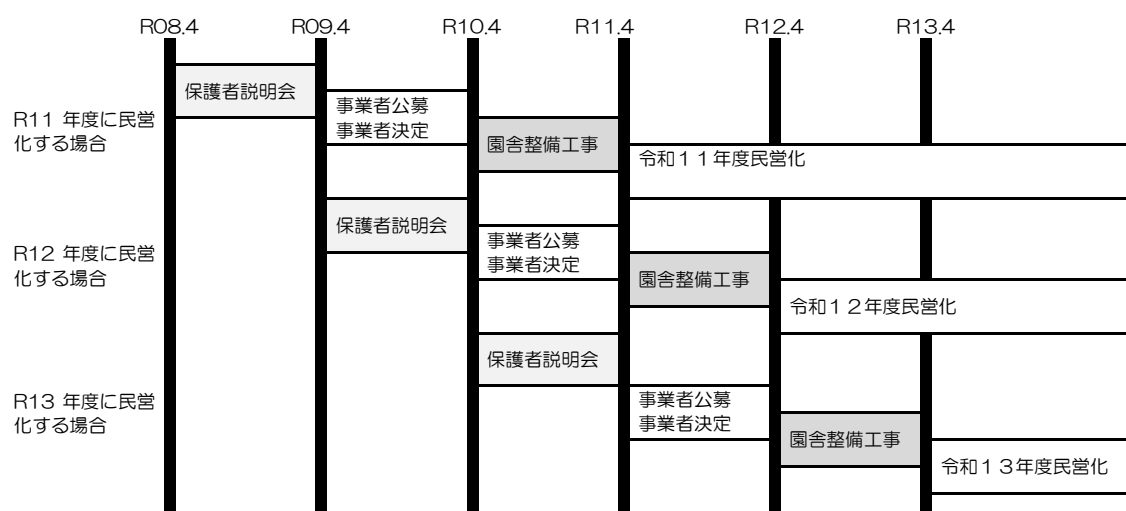 R08.4 R09.4 R10.4 R11.4 R12.4 R13.4
R11 年度に民営
化する場合
保護者説明会
事業者公募
事業者決定
園舎整備工事
令和１１年度民営化
R12 年度に民営
化する場合
保護者説明会
事業者公募
事業者決定
園舎整備工事
令和１２年度民営化
R13 年度に民営
化する場合
保護者説明会
事業者公募
事業者決定
園舎整備工事
令和１３年度民営化